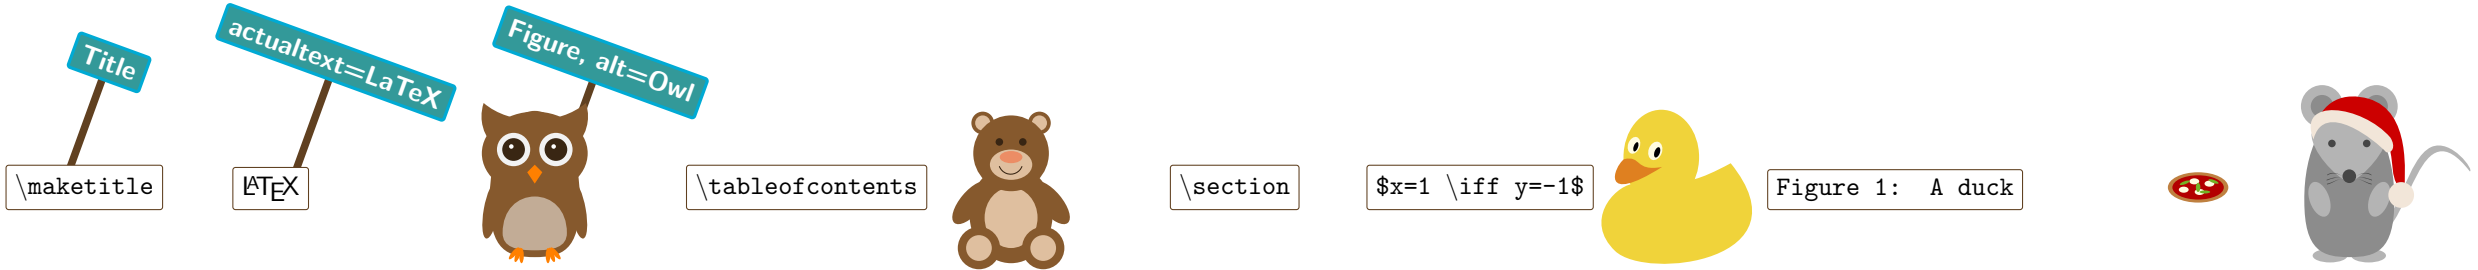 Title
actualtext=LaTeX
Figure, alt=Owl
\maketitle
LATEX
\tableofcontents
\section
$x=1 \iff y=-1$
Figure 1: A duck